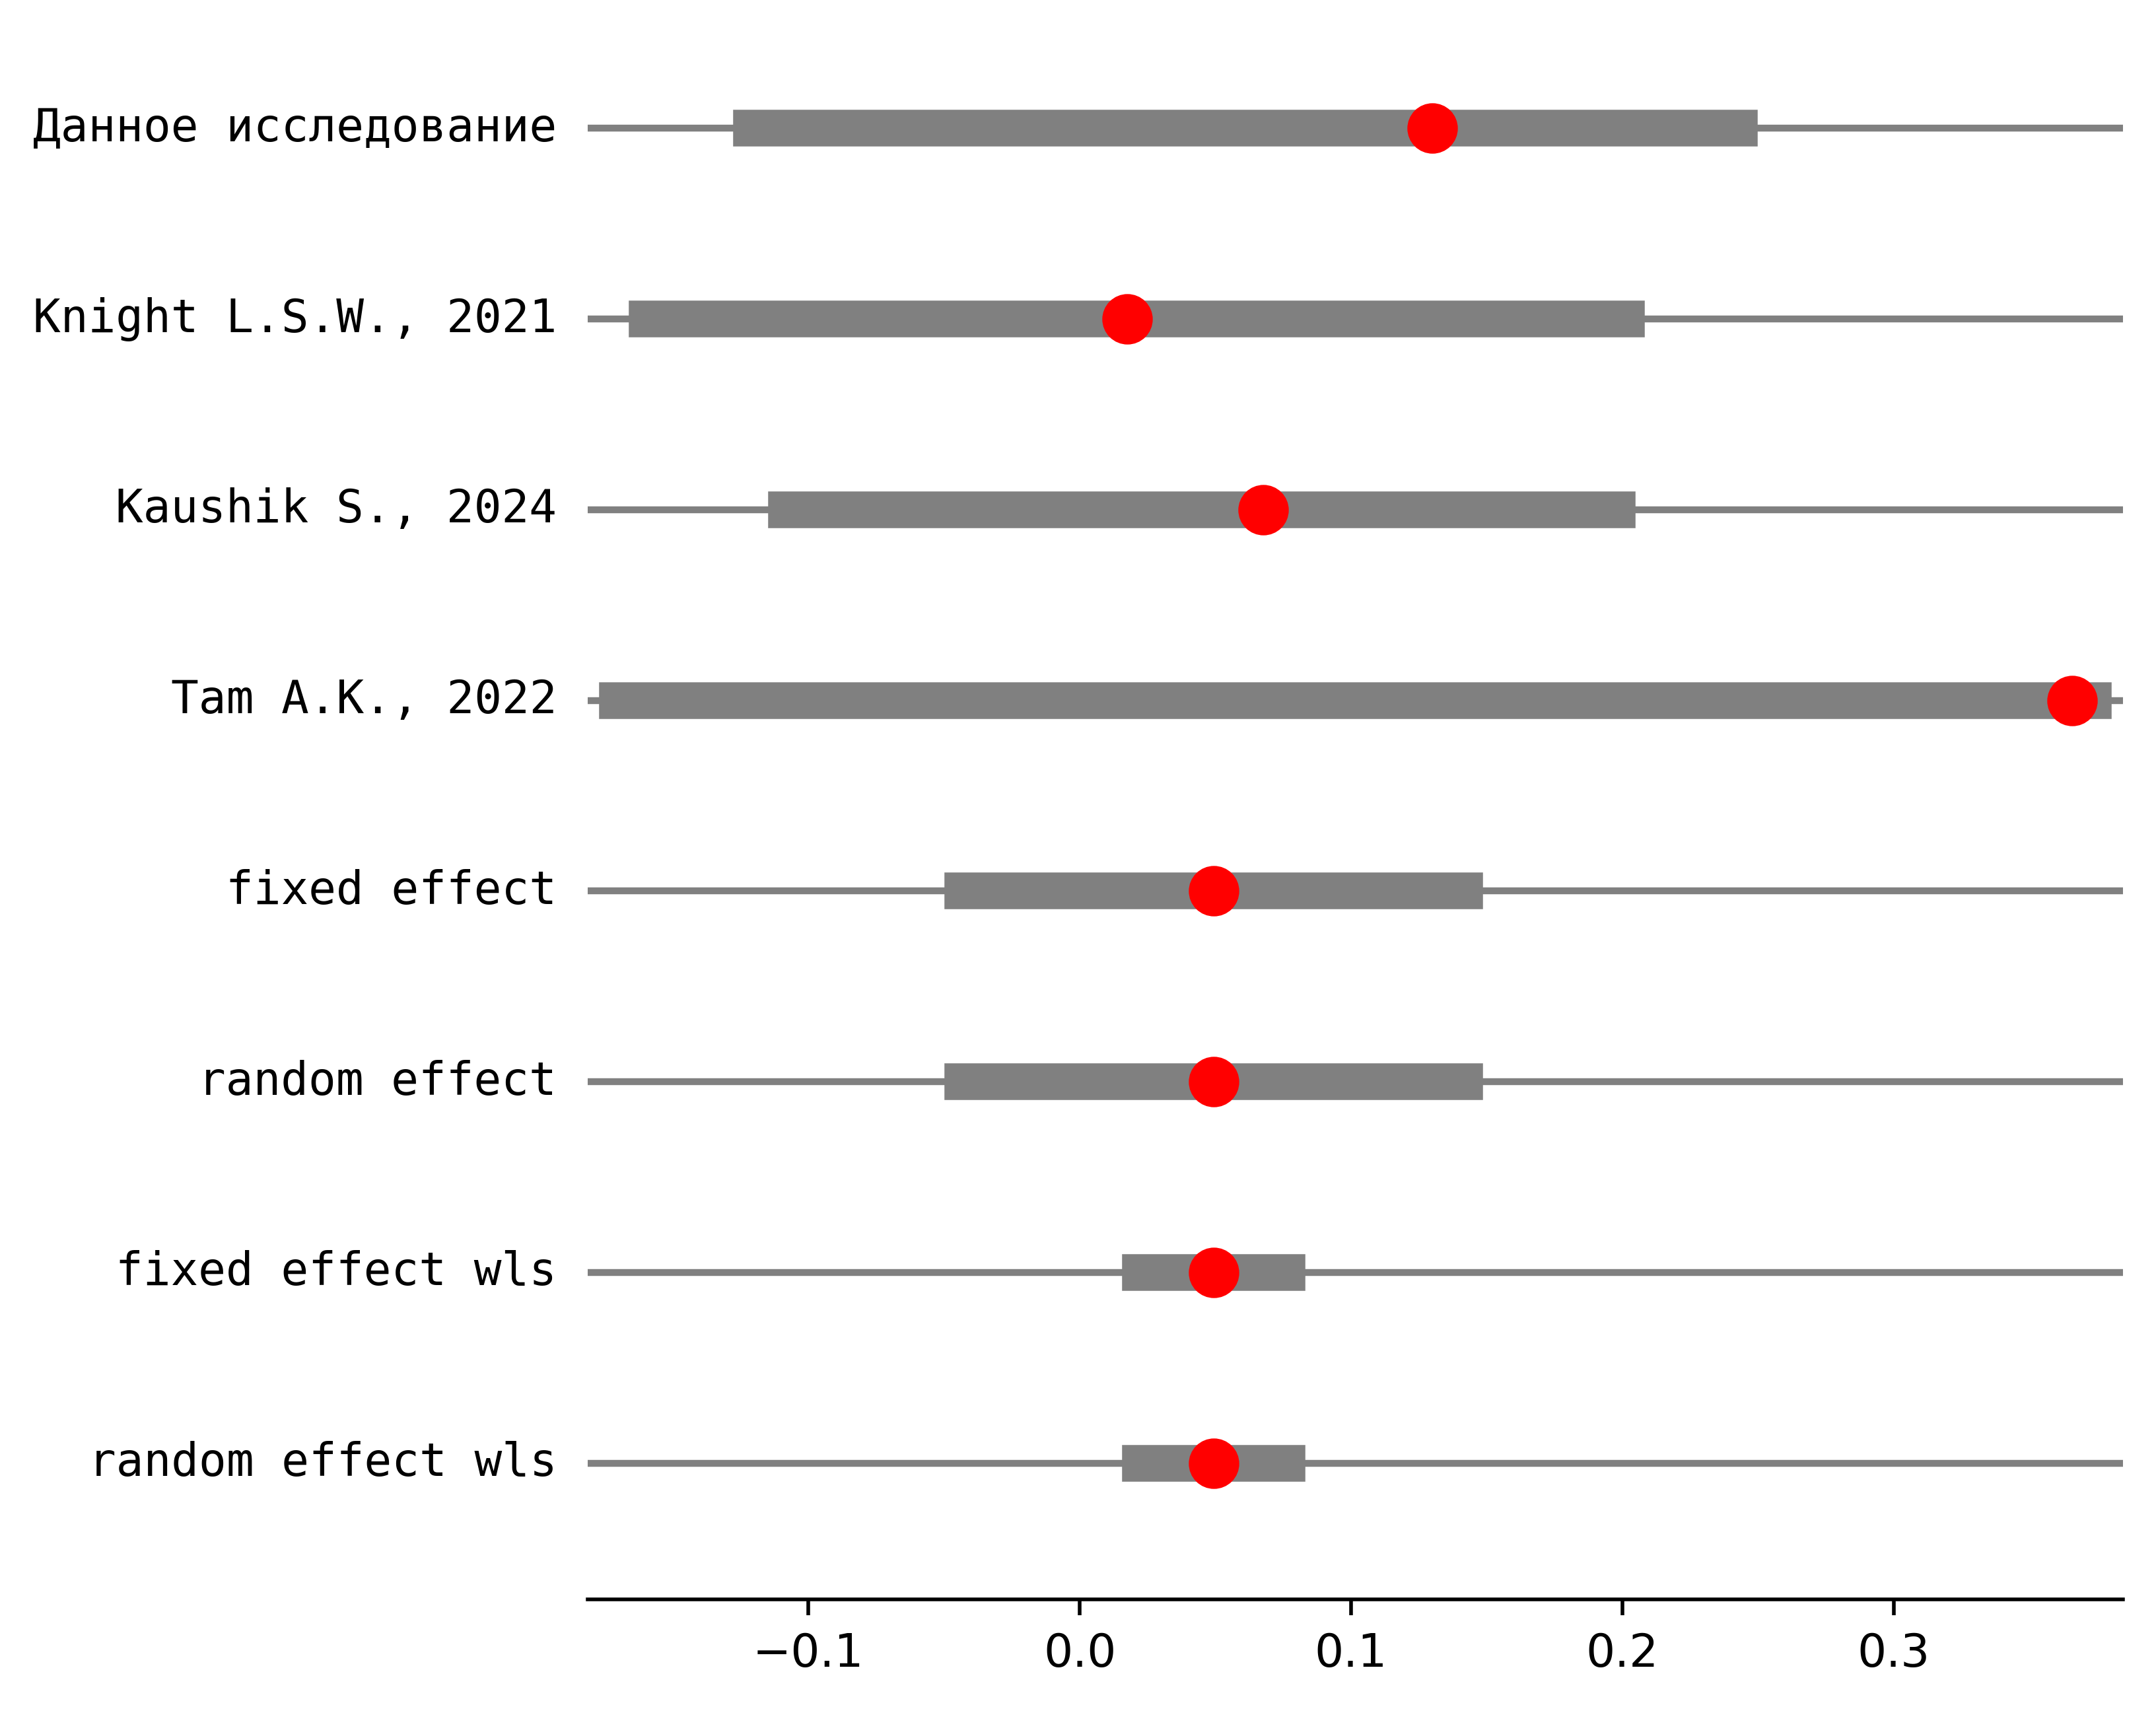 Данное исследование
Knight L.S.W., 2021
Kaushik S., 2024
Tam A.K., 2022
fixed effect
random effect
fixed effect wls
random effect wls
−0.1 0.0 0.1 0.2 0.3